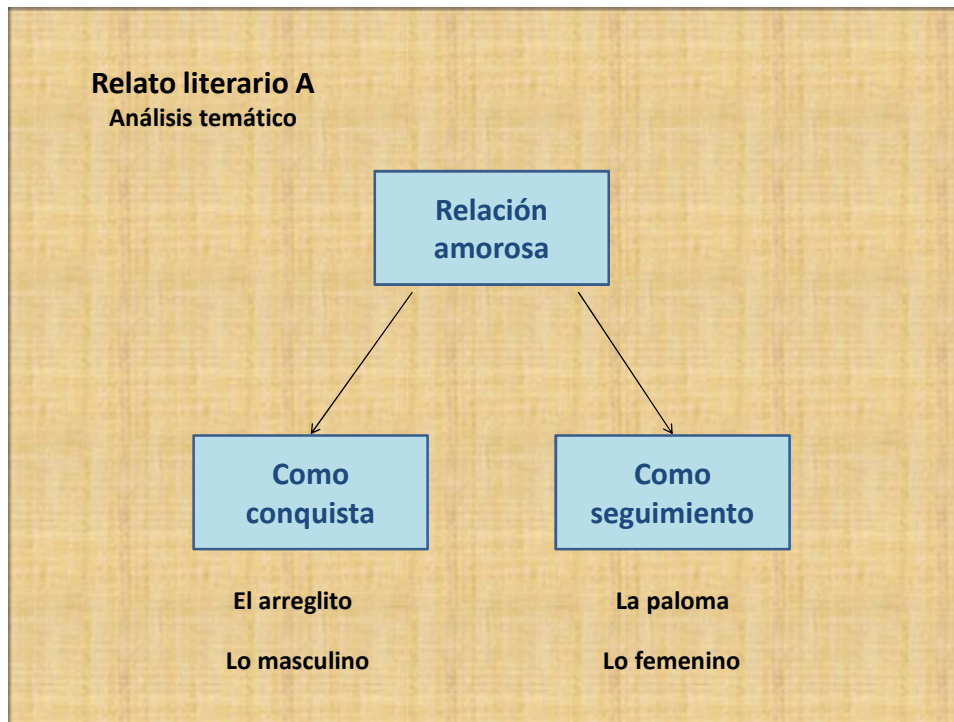 Relato literario A
Análisis temático
Relación
amorosa
Como
conquista
Como
seguimiento
El arreglito
La paloma
Lo masculino
Lo femenino